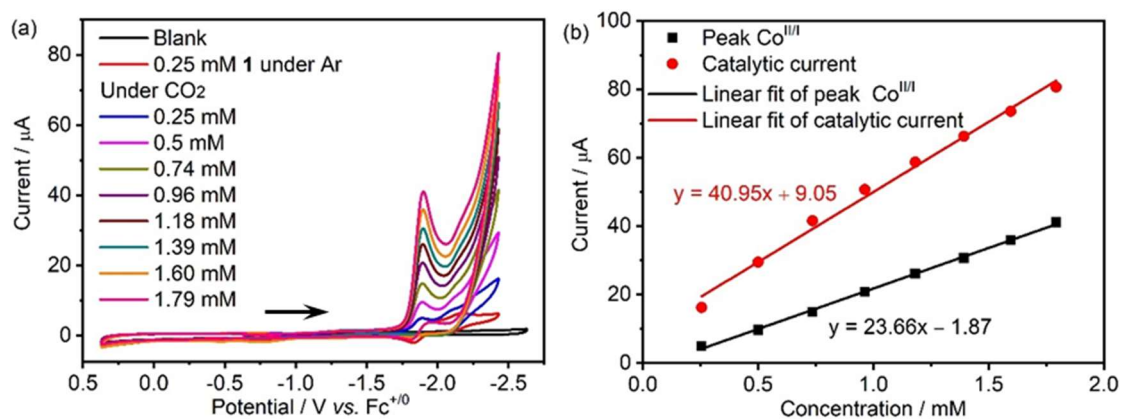 (a)
Blank
0.25 mM 1 under Ar
Under CO2
0.25 mM
0.5 mM
0.74 mM
0.96 mM
1.18 mM
1.39 mM
1.60 mM
1.79 mM
80
60
40
20
0
Current / μA
0.5 0.0 -0.5 -1.0 -1.5 -2.0 -2.5
Potential / V vs. Fc+/0
(b)
Peak CoII/I
Catalytic current
Linear fit of peak CoII/I
Linear fit of catalytic current
y = 40.95x + 9.05
y = 23.66x − 1.87
100
80
60
40
20
0
Current / μA
0.0 0.5 1.0 1.5 2.0
Concentration / mM